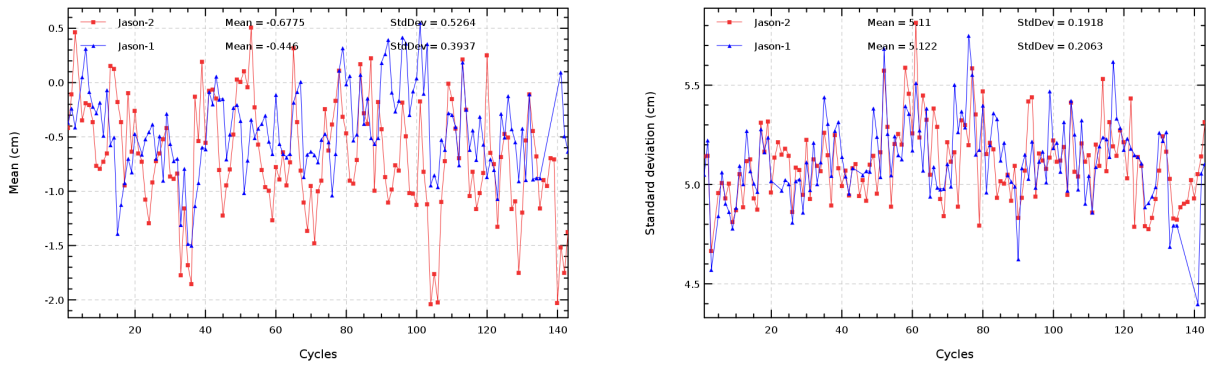 Jason-2 Mean = -0.6775 StdDev = 0.5264
Jason-1 Mean = -0.446 StdDev = 0.3937
0.5
0.0
-0.5
-1.0
-1.5
-2.0
Mean (cm)
20 40 60 80 100 120 140
Cycles
Jason-2 Mean = 5.11 StdDev = 0.1918
Jason-1 Mean = 5.122 StdDev = 0.2063
5.5
5.0
4.5
Standard deviation (cm)
20 40 60 80 100 120 140
Cycles